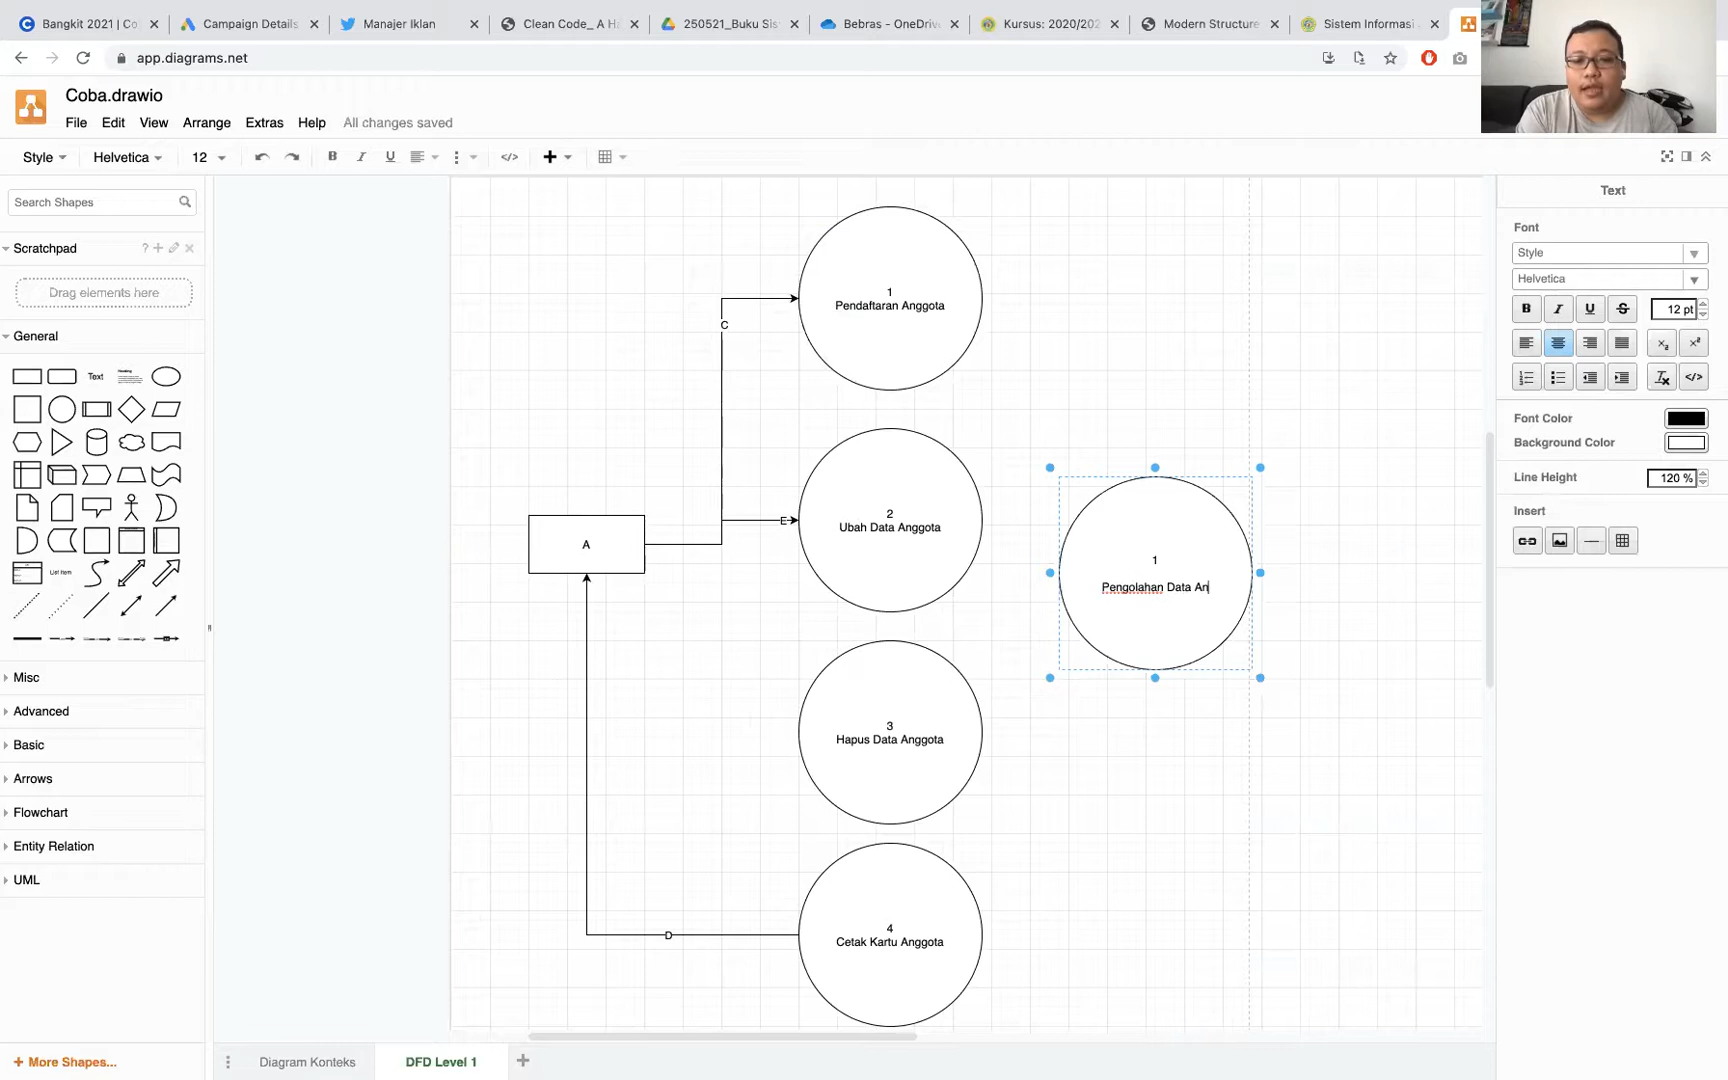 Bangkit 2021 | Co
Campaign Details
Manajer Iklan
Clean Code_ A Ha
250521_Buku Sis
Bebras - OneDriv
Kursus: 2020/202
Modern Structure
Sistem Informasi
app.diagrams.net
Coba.drawio
File Edit View Arrange Extras Help All changes saved
Style Helvetica 12
Search Shapes
Scratchpad
Drag elements here
General
Text
Heading
List Item
Misc
Advanced
Basic
Arrows
Flowchart
Entity Relation
UML
+ More Shapes...
1
Pendaftaran Anggota
C
2
Ubah Data Anggota
E
A
1
Pengolahan Data An
3
Hapus Data Anggota
4
Cetak Kartu Anggota
D
Diagram Konteks
DFD Level 1
Text
Font
Style
Helvetica
B I U S 12 pt
Font Color
Background Color
Line Height 120 %
Insert